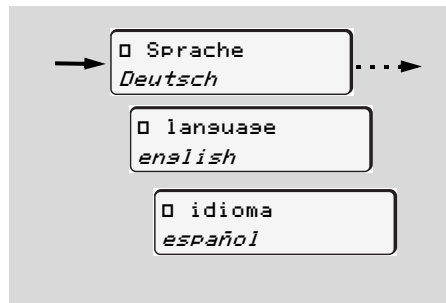 □ Sprache
Deutsch
□ language
english
□ idioma
español